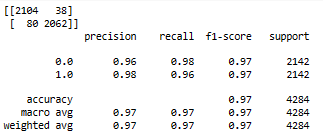 [[2104 38]
[ 80 2062]]
precision recall f1-score support
0.0 0.96 0.98 0.97 2142
1.0 0.98 0.96 0.97 2142
accuracy 0.97 4284
macro avg 0.97 0.97 0.97 4284
weighted avg 0.97 0.97 0.97 4284